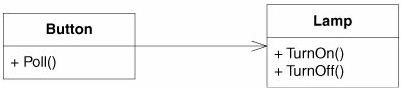 Button
+ Poll()
Lamp
+ TurnOn()
+ TurnOff()